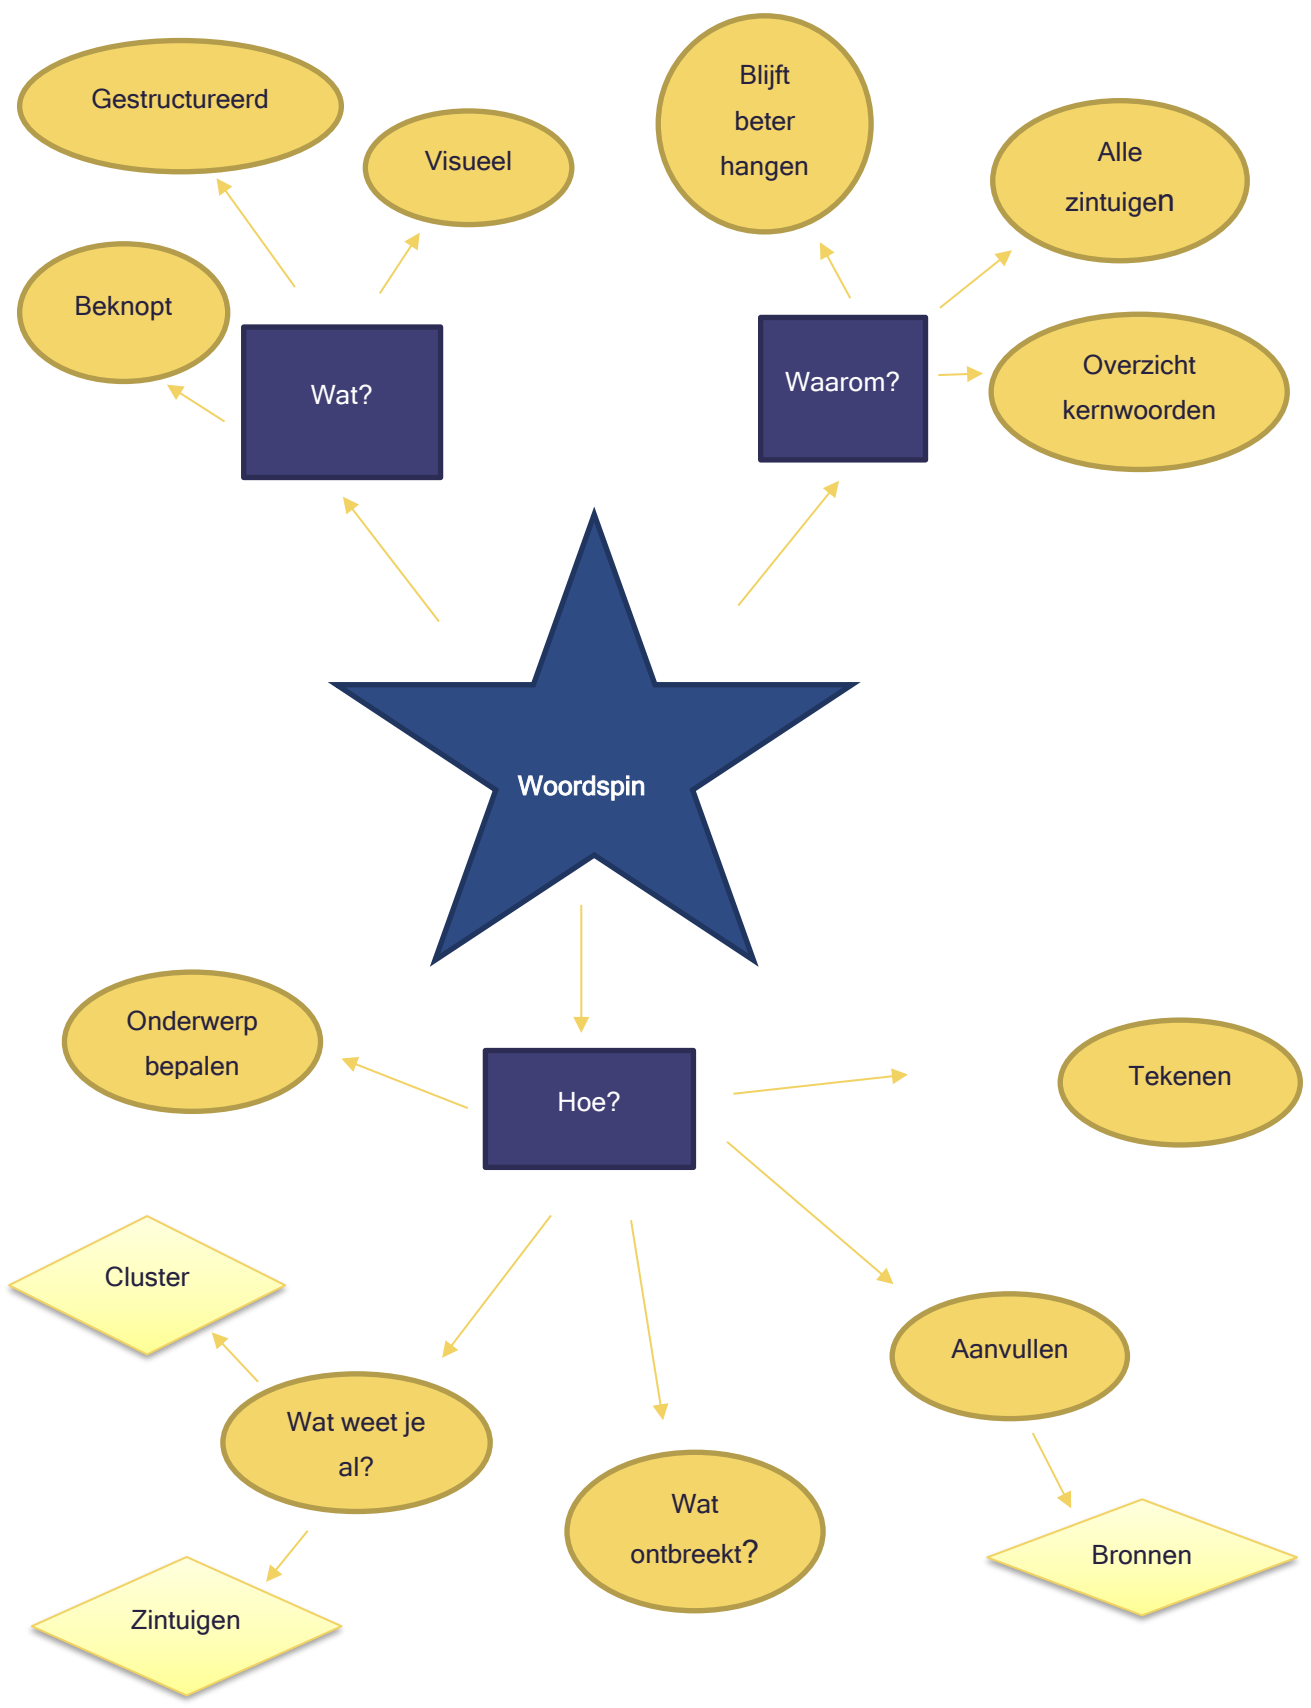 Gestructureerd
Visueel
Beknopt
Wat?
Blijft
beter
hangen
Alle
zintuigen
Overzicht
kernwoorden
Waarom?
Woordspin
Onderwerp
bepalen
Hoe?
Tekenen
Cluster
Wat weet je
al?
Zintuigen
Wat
ontbreekt?
Aanvullen
Bronnen